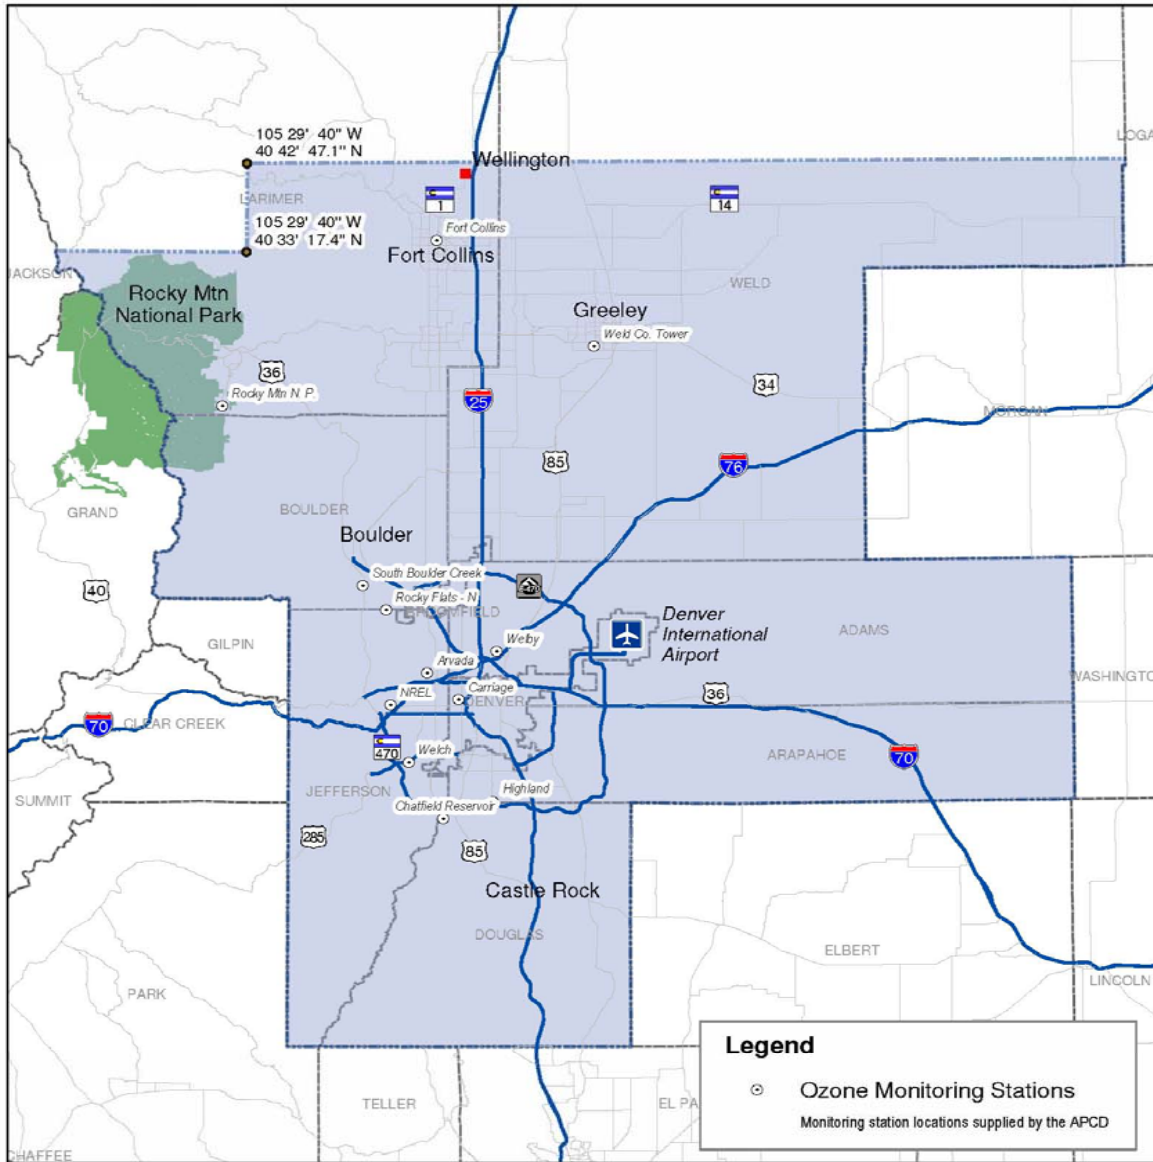 105 29' 40" W
40 42' 47.1" N
Wellington
LOGA
LARIMER
1
14
105 29' 40" W
40 33' 17.4" N
Fort Collins
Fort Collins
JACKSON
WELD
Rocky Mtn
National Park
Greeley
Weld Co. Tower
36
34
Rocky Mtn N. P.
25
MORGAN
85
76
GRAND
BOULDER
Boulder
South Boulder Creek
40
Rocky Flats - N
BROOMFIELD
Denver
International
Airport
ADAMS
GILPIN
Welby
Arvada
WASHINGTO
NREL
Carriage
36
DENVER
70
CLEAR CREEK
470
Welch
ARAPAHOE
70
SUMMIT
JEFFERSON
Highland
Chatfield Reservoir
285
85
Castle Rock
DOUGLAS
ELBERT
LINCOLN
PARK
Legend
Ozone Monitoring Stations
Monitoring station locations supplied by the APCD
TELLER
EL PA
CHAFFEE